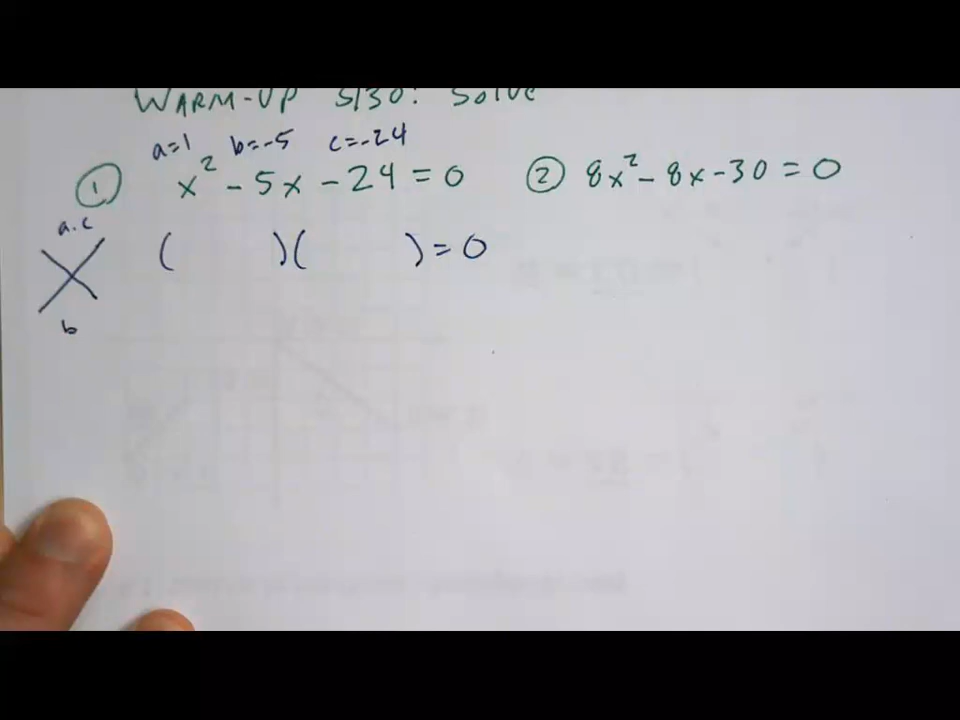 WARM-UP 5/30: SOLVE
a=1 b=-5 c=-24
① x² - 5x - 24 = 0
② 8x² - 8x - 30 = 0
a.c
( )( ) = 0
b